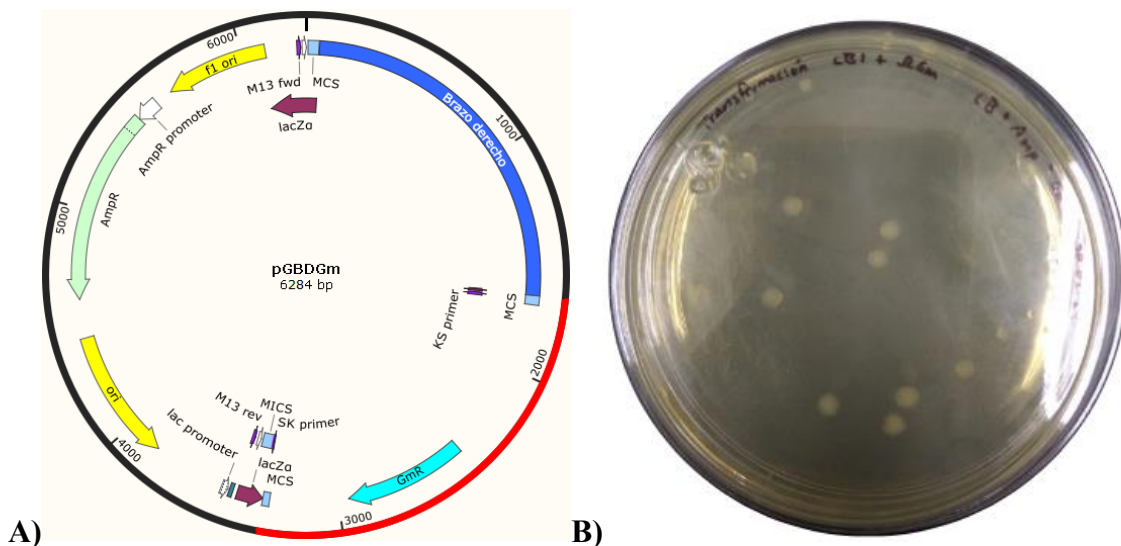 6000
f1 ori
M13 fwd
MCS
lacZα
AmpR promoter
AmpR
5000
Brazo derecho
1000
pGBDGm
6284 bp
KS primer
MCS
2000
ori
4000
M13 rev
MICS
SK primer
lac promoter
lacZα
MCS
GmR
3000
A)
Transformación
LB + Amp
B)